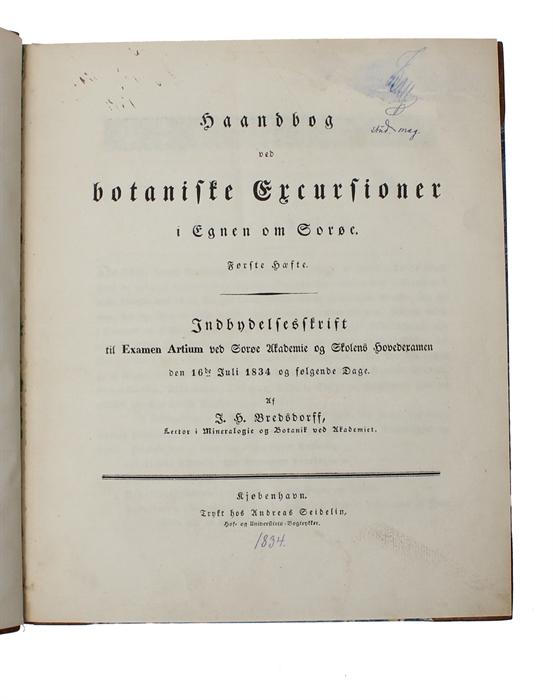 stud mag.
Haandbog
ved
botaniske Excursioner
i Egnen om Sorøe.
Første Hæfte.
Indbydelsesskrift
til Examen Artium ved Sorøe Akademie og Skolens Hovedexamen
den 16de Juli 1834 og følgende Dage.
Af
J. H. Bredsdorff,
Lector i Mineralogie og Botanik ved Akademiet.
Kjøbenhavn.
Trykt hos Andreas Seidelin,
Hof- og Universitets-Bogtrykker.
1834.